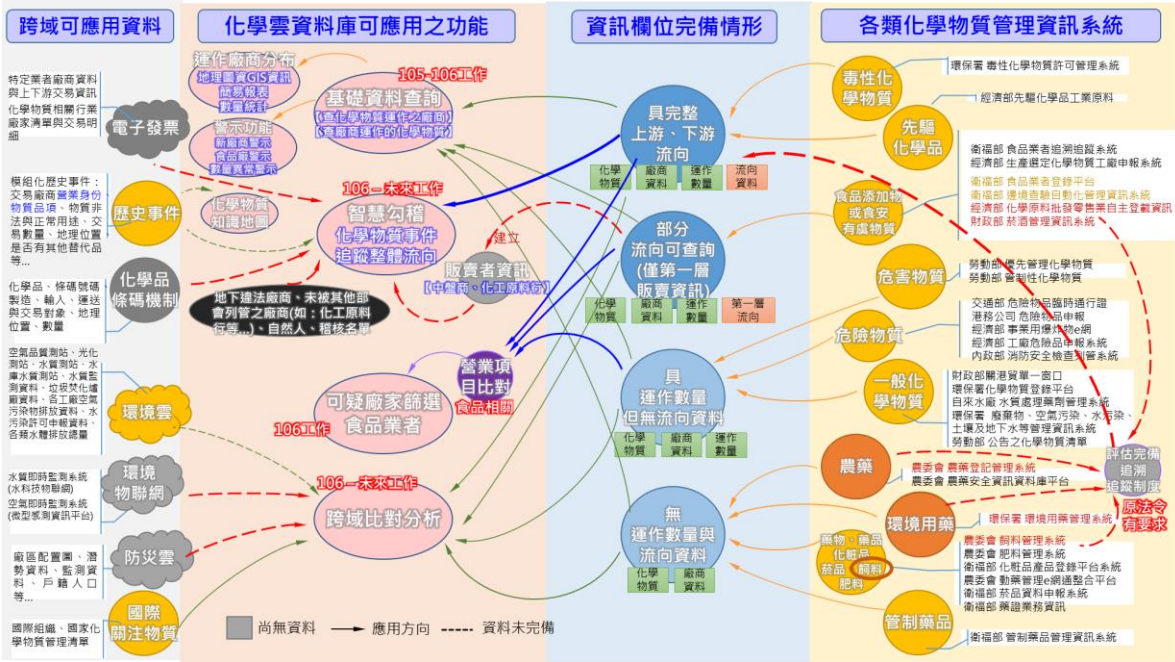 跨域可應用資料
特定業者廠商資料
與上下游交易資訊
化學物質相關行業
廠家清單與交易明
細
電子發票
模組化歷史事件：
交易廠商營業身份
物質品項、物質非
法與正常用途、交
易數量、地理位置
是否有其他替代品
等...
歷史事件
化學品、條碼號碼
製造、輸入、運送
與交易對象、地理
位置、數量
化學品
條碼機制
空氣品質測站、光化
測站、水質測站、水
庫水質測站、水質監
測資料、垃圾焚化爐
廠資料、各工廠空氣
污染物排放資料、水
污染許可申報資料、
各類水體排放總量
環境雲
水質即時監測系統
(水科技物聯網)
空氣即時監測系統
(微型感測資訊平台)
環境
物聯網
廠區配置圖、潛
勢資料、監測資
料、戶籍人口
等...
防災雲
國際組織、國家化
學物質管理清單
國際
關注物質
化學雲資料庫可應用之功能
運作廠商分布
地理圖資GIS資訊
簡易報表
數量統計
警示功能
新廠商警示
食品廠警示
數量異常警示
105-106工作
基礎資料查詢
【查化學物質運作之廠商】
【查廠商運作的化學物質】
化學物質
知識地圖
106－未來工作
智慧勾稽
化學物質事件
追蹤整體流向
建立
販賣者資訊
【中盤商、化工原料行】
地下違法廠商、未被其他部
會列管之廠商(如：化工原料
行等...)、自然人、稽核名單
營業項
目比對
食品相關
可疑廠家篩選
食品業者
106工作
106－未來工作
跨域比對分析
尚無資料
應用方向
資料未完備
資訊欄位完備情形
具完整
上游、下游
流向
化學
物質
廠商
資料
運作
數量
流向
資料
部分
流向可查詢
(僅第一層
販賣資訊)
化學
物質
廠商
資料
運作
數量
第一層
流向
具
運作數量
但無流向資料
化學
物質
廠商
資料
運作
數量
無
運作數量與
流向資料
化學
物質
廠商
資料
各類化學物質管理資訊系統
毒性化
學物質
環保署 毒性化學物質許可管理系統
先驅
化學品
經濟部先驅化學品工業原料
食品添加物
或食安
有虞物質
衛福部 食品業者追溯追蹤系統
經濟部 生產選定化學物質工廠申報系統
衛福部 食品業者登錄平台
衛福部 邊境查驗自動化管理資訊系統
經濟部 化學原料批發零售業自主登載資訊
財政部 菸酒管理資訊系統
危害物質
勞動部 優先管理化學物質
勞動部 管制性化學物質
危險物質
交通部 危險物品臨時通行證
港務公司 危險物品申報
經濟部 事業用爆炸物e網
經濟部 工廠危險品申報系統
內政部 消防安全檢查列管系統
一般化
學物質
財政部關港貿單一窗口
環保署化學物質登錄平台
自來水廠 水質處理藥劑管理系統
環保署 廢棄物、空氣污染、水污染、
土壤及地下水等管理資訊系統
勞動部 公告之化學物質清單
農藥
農委會 農藥登記管理系統
農委會 農藥安全資訊資料庫平台
評估完備
追溯
追蹤制度
原法令
有要求
環境用藥
環保署 環境用藥管理系統
藥物、藥品
化粧品
菸品 飼料
肥料
農委會 飼料管理系統
農委會 肥料管理系統
衛福部 化粧品產品登錄平台系統
農委會 動藥管理e網通整合平台
衛福部 菸品資料申報系統
衛福部 藥證業務資訊
管制藥品
衛福部 管制藥品管理資訊系統